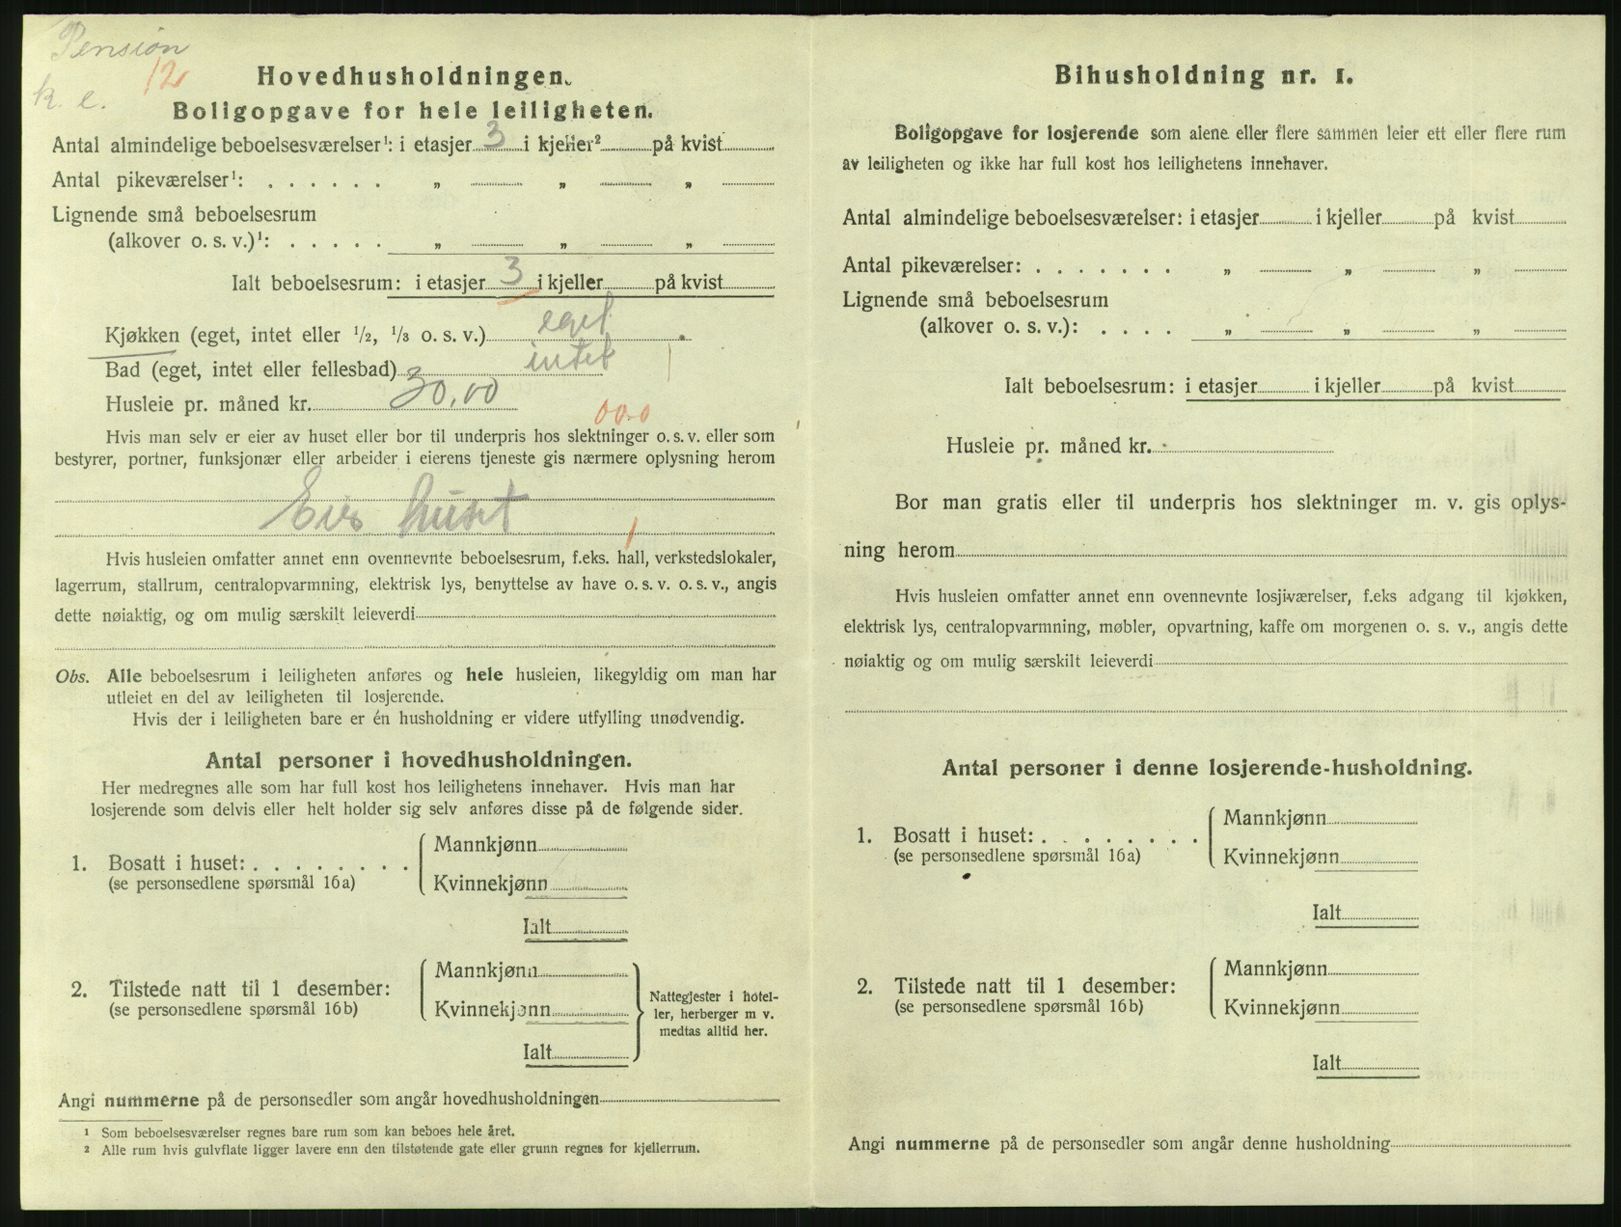 Pension
k. e.
12
Hovedhusholdningen.
Boligopgave for hele leiligheten.
Antal almindelige beboelsesværelser¹: i etasjer 3 i kjeller² på kvist
Antal pikeværelser¹: . . . . . . „ „ „
Lignende små beboelsesrum
(alkover o. s. v.)¹: . . . . . „ „ „
Ialt beboelsesrum: i etasjer 3 i kjeller på kvist
Kjøkken (eget, intet eller ½, ⅓ o. s. v.) eget
Bad (eget, intet eller fellesbad) intet
Husleie pr. måned kr. 30,00
000
Hvis man selv er eier av huset eller bor til underpris hos slektninger o. s. v. eller som
bestyrer, portner, funksjonær eller arbeider i eierens tjeneste gis nærmere oplysning herom
Eier huset
1
Hvis husleien omfatter annet enn ovennevnte beboelsesrum, f.eks. hall, verkstedslokaler,
lagerrum, stallrum, centralopvarmning, elektrisk lys, benyttelse av have o. s. v. o. s. v., angis
dette nøiaktig, og om mulig særskilt leieverdi
Obs. Alle beboelsesrum i leiligheten anføres og hele husleien, likegyldig om man har
utleiet en del av leiligheten til losjerende.
Hvis der i leiligheten bare er én husholdning er videre utfylling unødvendig.
Antal personer i hovedhusholdningen.
Her medregnes alle som har full kost hos leilighetens innehaver. Hvis man har
losjerende som delvis eller helt holder sig selv anføres disse på de følgende sider.
1. Bosatt i huset: . . . . . . . .
(se personsedlene spørsmål 16a)
Mannkjønn
Kvinnekjønn
Ialt
2. Tilstede natt til 1 desember:
(se personsedlene spørsmål 16b)
Mannkjønn
Kvinnekjønn
Ialt
Nattegjester i hotel-
ler, herberger m v.
medtas alltid her.
Angi nummerne på de personsedler som angår hovedhusholdningen
¹ Som beboelsesværelser regnes bare rum som kan beboes hele året.
² Alle rum hvis gulvflate ligger lavere enn den tilstøtende gate eller grunn regnes for kjellerrum.
Bihusholdning nr. 1.
Boligopgave for losjerende som alene eller flere sammen leier ett eller flere rum
av leiligheten og ikke har full kost hos leilighetens innehaver.
Antal almindelige beboelsesværelser: i etasjer i kjeller på kvist
Antal pikeværelser: . . . . . . . „ „ „
Lignende små beboelsesrum
(alkover o. s. v.): . . . . „ „ „
Ialt beboelsesrum: i etasjer i kjeller på kvist
Husleie pr. måned kr.
Bor man gratis eller til underpris hos slektninger m. v. gis oplys-
ning herom
Hvis husleien omfatter annet enn ovennevnte losjiværelser, f.eks adgang til kjøkken,
elektrisk lys, centralopvarmning, møbler, opvartning, kaffe om morgenen o. s. v., angis dette
nøiaktig og om mulig særskilt leieverdi
Antal personer i denne losjerende-husholdning.
1. Bosatt i huset: . . . . . . . .
(se personsedlene spørsmål 16a)
Mannkjønn
Kvinnekjønn
Ialt
2. Tilstede natt til 1 desember:
(se personsedlene spørsmål 16b)
Mannkjønn
Kvinnekjønn
Ialt
Angi nummerne på de personsedler som angår denne husholdning